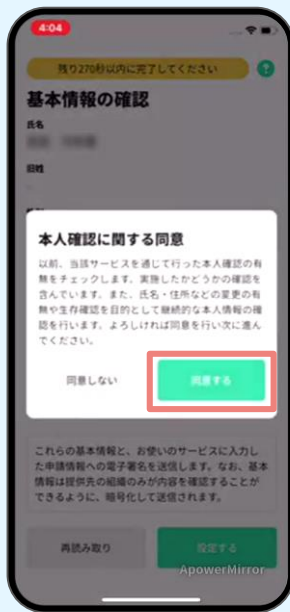 4:04
残り270秒以内に完了してください
?
基本情報の確認
氏名
旧姓
本人確認に関する同意
以前、当該サービスを通じて行った本人確認の有
無をチェックします。実施したかどうかの確認を
含んでいます。また、氏名・住所などの変更の有
無や生存確認を目的として継続的な本人情報の確
認を行います。よろしければ同意を行い次に進ん
でください。
同意しない
同意する
これらの基本情報と、お使いのサービスに入力し
た申請情報への電子署名を送信します。なお、基本
情報は提供先の組織のみが内容を確認することが
できるように、暗号化して送信されます。
再読み取り
設定する
ApowerMirror